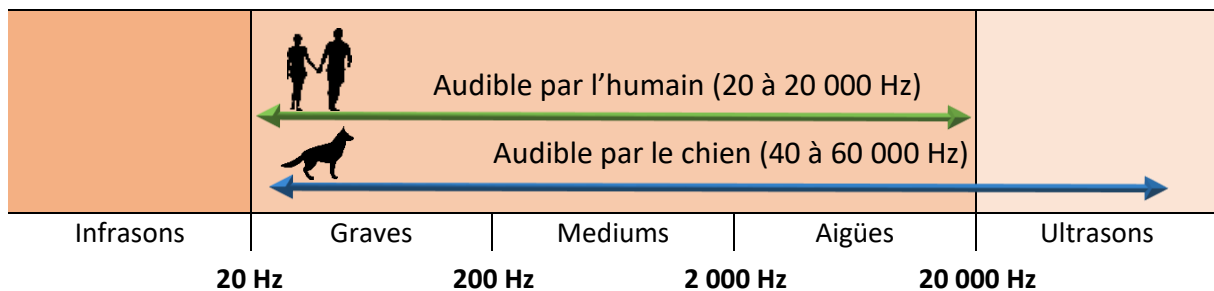 Audible par l’humain (20 à 20 000 Hz)
Audible par le chien (40 à 60 000 Hz)
Infrasons Graves Mediums Aigües Ultrasons
20 Hz 200 Hz 2 000 Hz 20 000 Hz